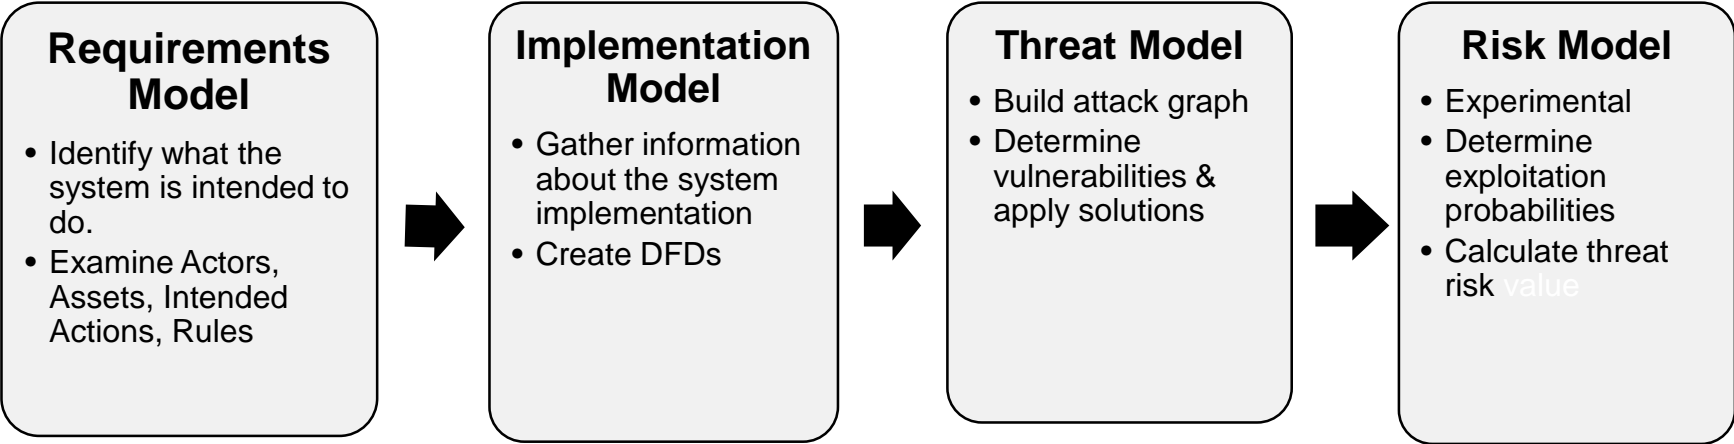 Requirements
Model
• Identify what the
system is intended to
do.
• Examine Actors,
Assets, Intended
Actions, Rules
Implementation
Model
• Gather information
about the system
implementation
• Create DFDs
Threat Model
• Build attack graph
• Determine
vulnerabilities &
apply solutions
Risk Model
• Experimental
• Determine
exploitation
probabilities
• Calculate threat
risk value